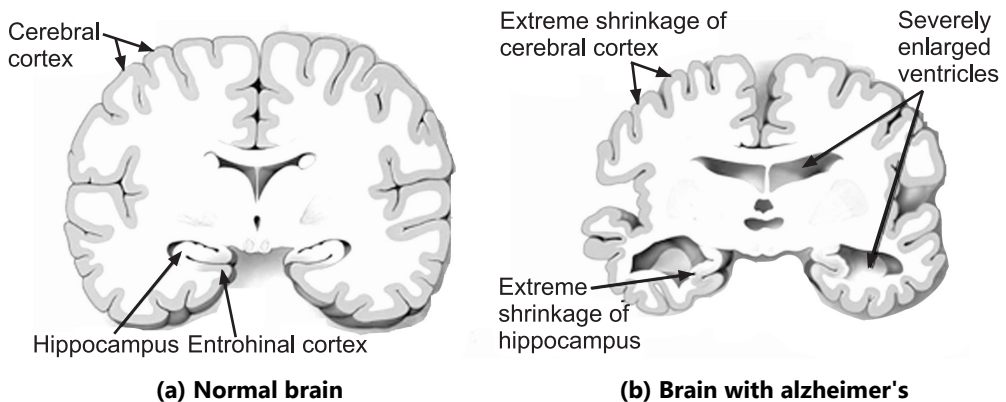 Cerebral
cortex
Hippocampus
Entrohinal cortex
(a) Normal brain
Extreme shrinkage of
cerebral cortex
Severely
enlarged
ventricles
Extreme
shrinkage of
hippocampus
(b) Brain with alzheimer's